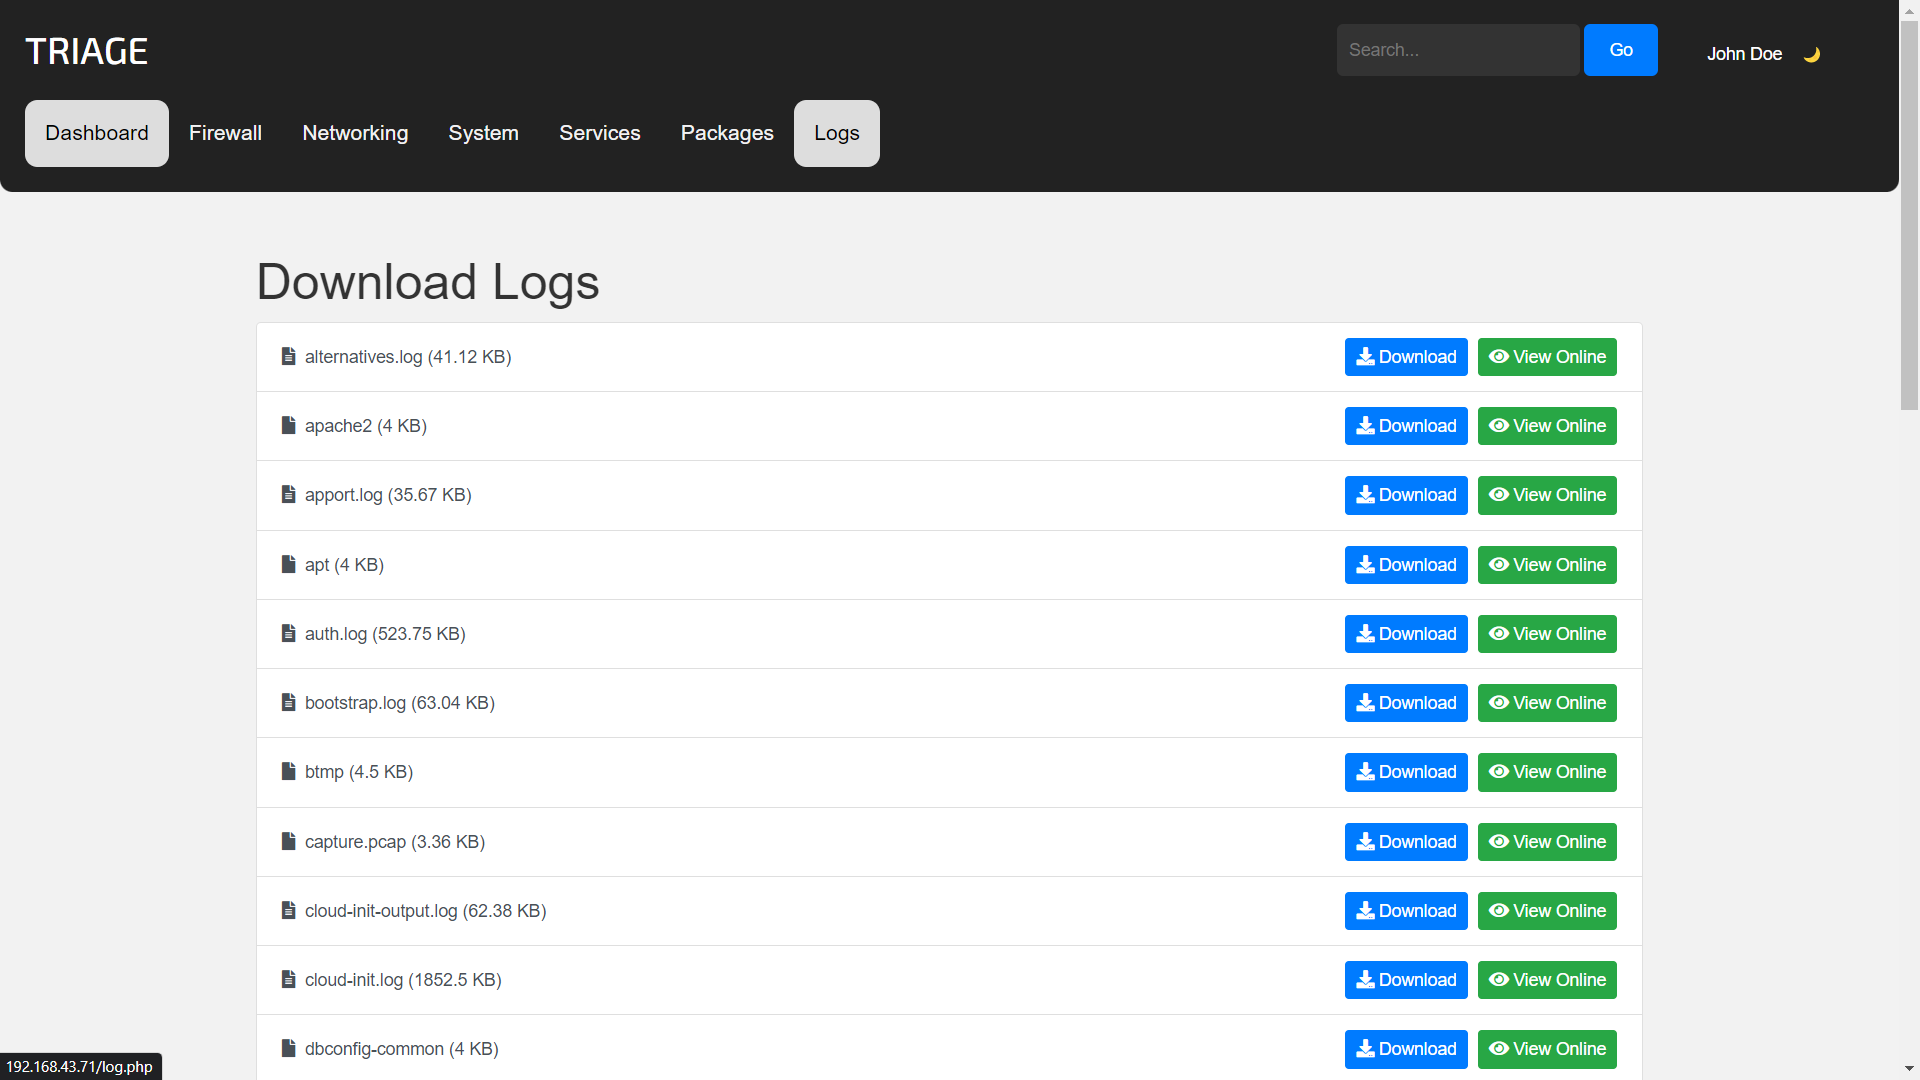 TRIAGE
Search...
Go
John Doe
Dashboard Firewall Networking System Services Packages Logs
Download Logs
alternatives.log (41.12 KB) Download View Online
apache2 (4 KB) Download View Online
apport.log (35.67 KB) Download View Online
apt (4 KB) Download View Online
auth.log (523.75 KB) Download View Online
bootstrap.log (63.04 KB) Download View Online
btmp (4.5 KB) Download View Online
capture.pcap (3.36 KB) Download View Online
cloud-init-output.log (62.38 KB) Download View Online
cloud-init.log (1852.5 KB) Download View Online
dbconfig-common (4 KB) Download View Online
192.168.43.71/log.php